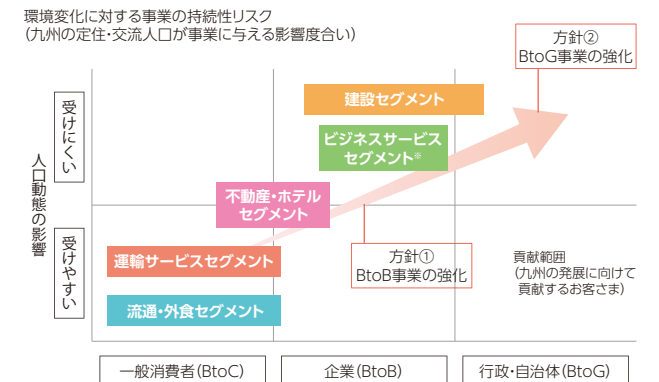 環境変化に対する事業の持続性リスク
(九州の定住・交流人口が事業に与える影響度合い)
方針②
BtoG事業の強化
建設セグメント
受けにくい
ビジネスサービス
セグメント※
人口動態の影響
不動産・ホテル
セグメント
受けやすい
運輸サービスセグメント
方針①
BtoB事業の強化
貢献範囲
(九州の発展に向けて
貢献するお客さま)
流通・外食セグメント
一般消費者(BtoC)
企業(BtoB)
行政・自治体(BtoG)